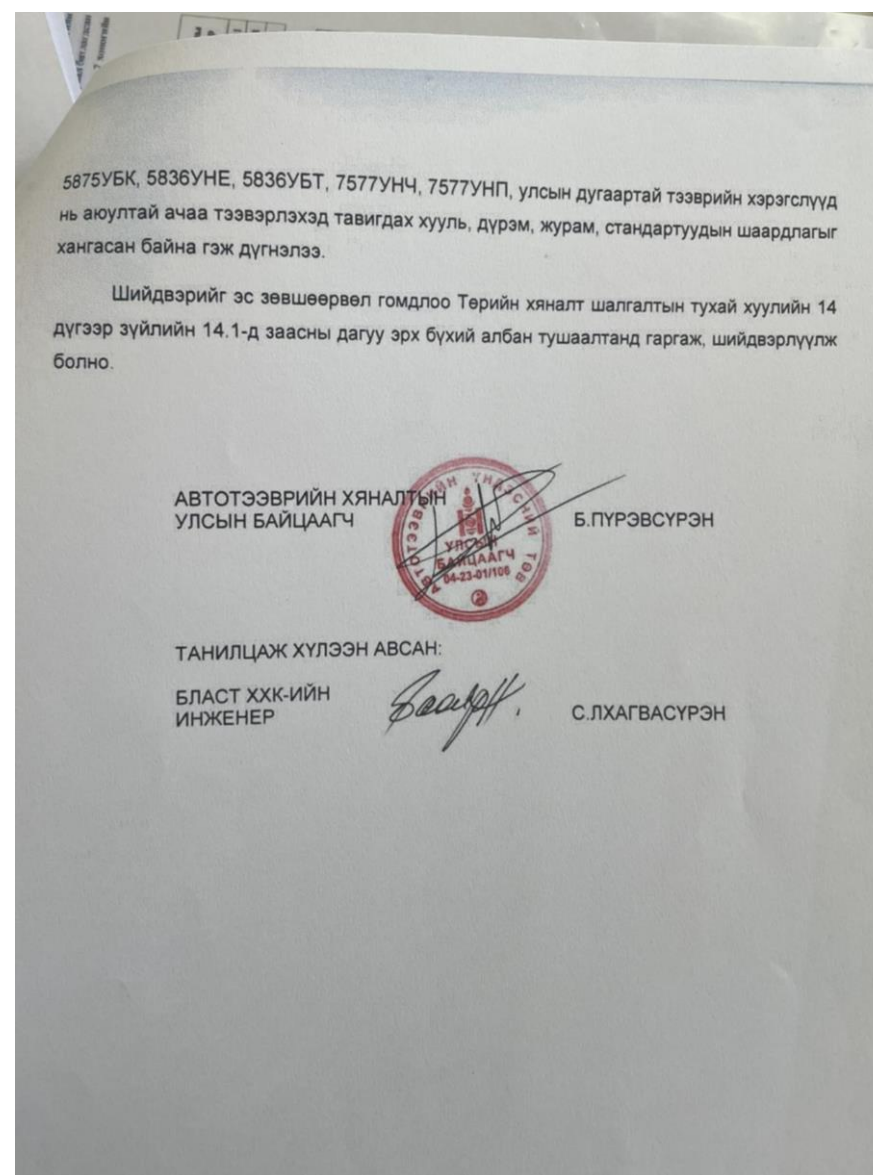 5875УБК, 5836УНЕ, 5836УБТ, 7577УНЧ, 7577УНП, улсын дугаартай тээврийн хэрэгслүүд
нь аюултай ачаа тээвэрлэхэд тавигдах хууль, дүрэм, журам, стандартуудын шаардлагыг
хангасан байна гэж дүгнэлээ.
Шийдвэрийг эс зөвшөөрвөл гомдлоо Төрийн хяналт шалгалтын тухай хуулийн 14
дүгээр зүйлийн 14.1-д заасны дагуу эрх бүхий албан тушаалтанд гаргаж, шийдвэрлүүлж
болно.
АВТОТЭЭВРИЙН ХЯНАЛТЫН
УЛСЫН БАЙЦААГЧ
Б.ПҮРЭВСҮРЭН
АВТОТЭЭВРИЙН ҮНДЭСНИЙ ТӨВ
УЛСЫН
БАЙЦААГЧ
04-23-01/106
ТАНИЛЦАЖ ХҮЛЭЭН АВСАН:
БЛАСТ ХХК-ИЙН
ИНЖЕНЕР
С.ЛХАГВАСҮРЭН